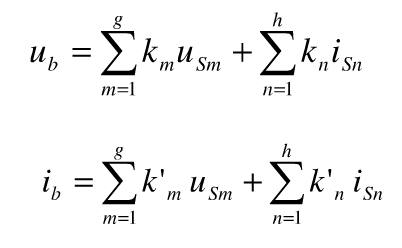 $u_b = \sum_{m=1}^{g} k_m u_{Sm} + \sum_{n=1}^{h} k_n i_{Sn}$
$i_b = \sum_{m=1}^{g} k'_m u_{Sm} + \sum_{n=1}^{h} k'_n i_{Sn}$